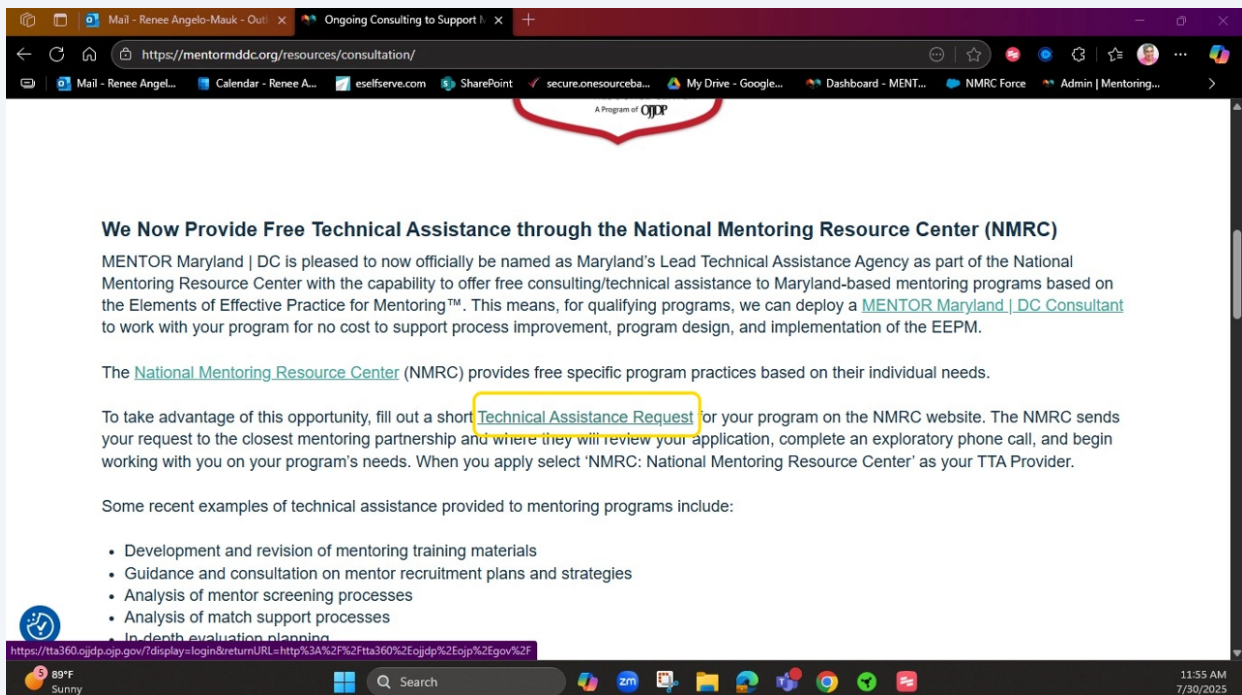 Mail - Renee Angelo-Mauk - Outl
Ongoing Consulting to Support M
https://mentormddc.org/resources/consultation/
Mail - Renee Angel...
Calendar - Renee A...
eselfserve.com
SharePoint
secure.onesourceba...
My Drive - Google...
Dashboard - MENT...
NMRC Force
Admin | Mentoring...
A Program of OJJDP
We Now Provide Free Technical Assistance through the National Mentoring Resource Center (NMRC)
MENTOR Maryland | DC is pleased to now officially be named as Maryland's Lead Technical Assistance Agency as part of the National
Mentoring Resource Center with the capability to offer free consulting/technical assistance to Maryland-based mentoring programs based on
the Elements of Effective Practice for Mentoring™. This means, for qualifying programs, we can deploy a MENTOR Maryland | DC Consultant
to work with your program for no cost to support process improvement, program design, and implementation of the EEPM.
The National Mentoring Resource Center (NMRC) provides free specific program practices based on their individual needs.
To take advantage of this opportunity, fill out a short Technical Assistance Request for your program on the NMRC website. The NMRC sends
your request to the closest mentoring partnership and where they will review your application, complete an exploratory phone call, and begin
working with you on your program's needs. When you apply select 'NMRC: National Mentoring Resource Center' as your TTA Provider.
Some recent examples of technical assistance provided to mentoring programs include:
• Development and revision of mentoring training materials
• Guidance and consultation on mentor recruitment plans and strategies
• Analysis of mentor screening processes
• Analysis of match support processes
• In-depth evaluation planning
https://tta360.ojjdp.ojp.gov/?display=login&returnURL=http%3A%2F%2Ftta360%2Eojjdp%2Eojp%2Egov%2F
5
89°F
Sunny
Search
zm
11:55 AM
7/30/2025